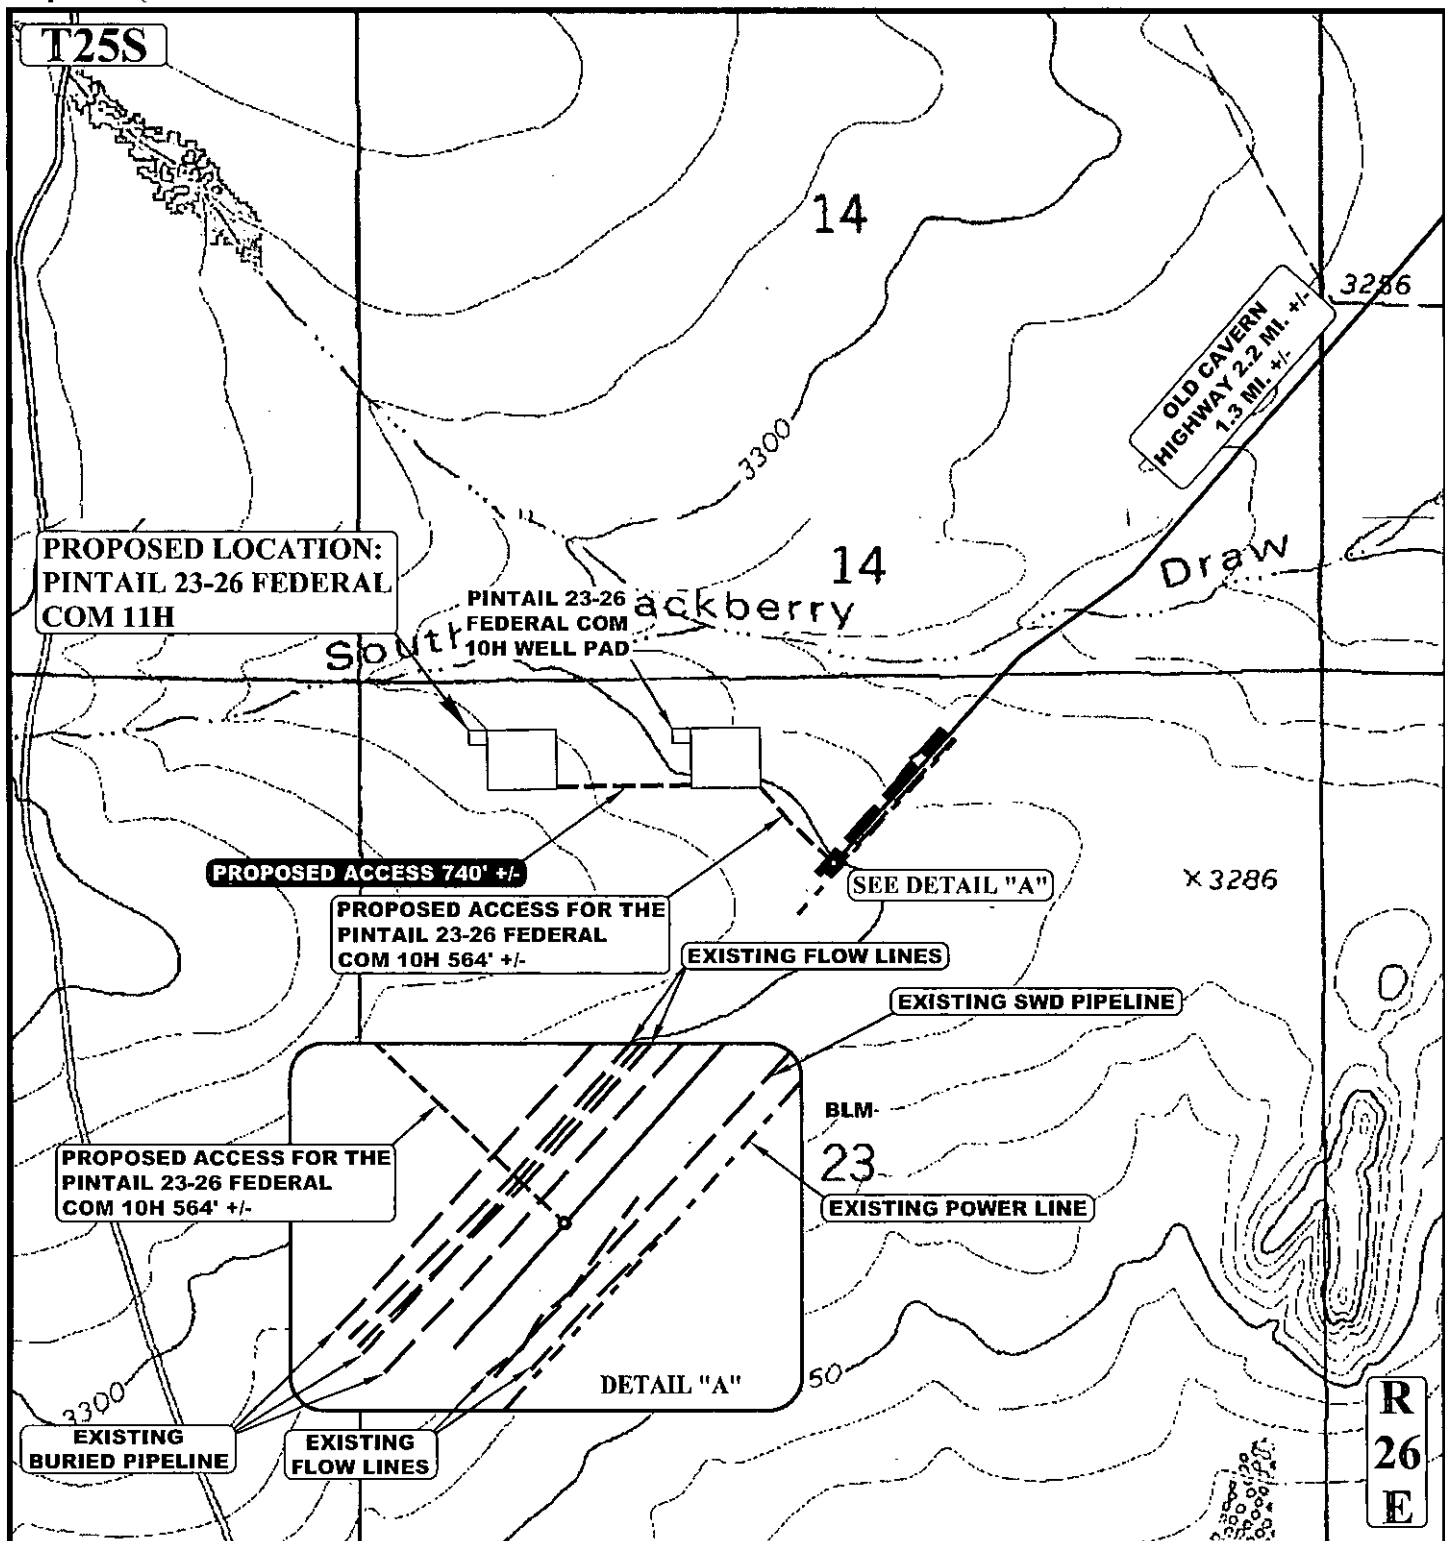 T25S
14
3286
OLD CAVERN
HIGHWAY 2.2 MI. +/-
1.3 MI. +/-
3300
PROPOSED LOCATION:
PINTAIL 23-26 FEDERAL
COM 11H
14
Draw
PINTAIL 23-26
FEDERAL COM
10H WELL PAD
South
ackberry
PROPOSED ACCESS 740' +/-
SEE DETAIL "A"
×3286
PROPOSED ACCESS FOR THE
PINTAIL 23-26 FEDERAL
COM 10H 564' +/-
EXISTING FLOW LINES
EXISTING SWD PIPELINE
BLM
23
PROPOSED ACCESS FOR THE
PINTAIL 23-26 FEDERAL
COM 10H 564' +/-
EXISTING POWER LINE
DETAIL "A"
50
3300
EXISTING
BURIED PIPELINE
EXISTING
FLOW LINES
R
26
E